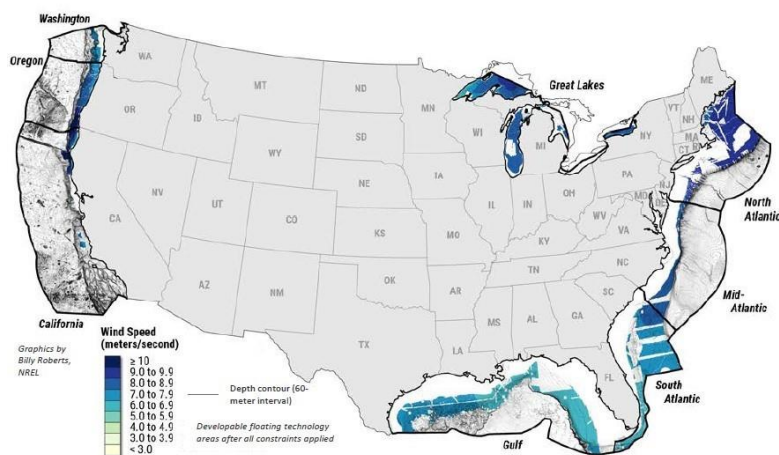 Washington
Oregon
WA
MT
ND
MN
Great Lakes
ME
VT
NH
OR
ID
SD
WI
MI
NY
MA
CT
RI
WY
IA
PA
NJ
North
Atlantic
NV
NE
IL
IN
OH
MD
DE
CA
UT
CO
KS
MO
WV
VA
KY
Mid-
Atlantic
AZ
NM
OK
AR
TN
NC
SC
California
TX
MS
AL
GA
LA
FL
South
Atlantic
Gulf
Graphics by
Billy Roberts,
NREL
Wind Speed
(meters/second)
≥ 10
9.0 to 9.9
8.0 to 8.9
7.0 to 7.9
6.0 to 6.9
5.0 to 5.9
4.0 to 4.9
3.0 to 3.9
< 3.0
Depth contour (60-
meter interval)
Developable floating technology
areas after all constraints applied